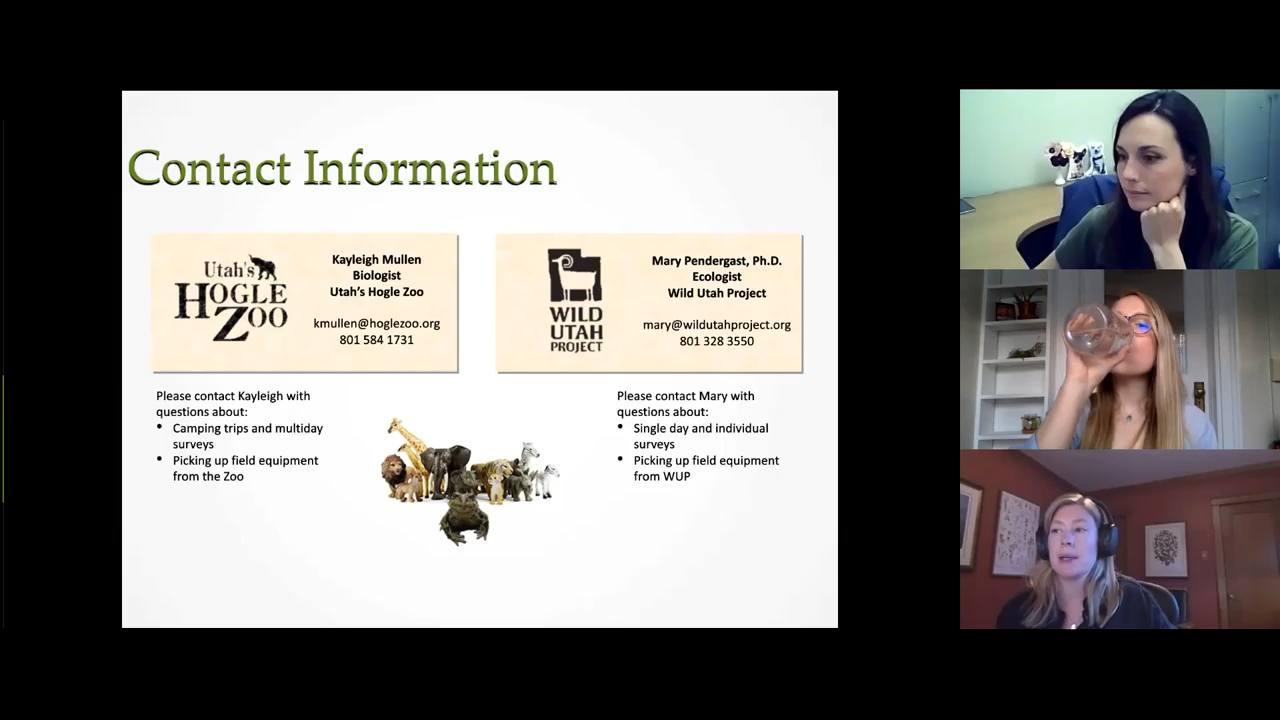 Contact Information
Utah's
HOGLE
ZOO
Kayleigh Mullen
Biologist
Utah's Hogle Zoo
kmullen@hoglezoo.org
801 584 1731
WILD
UTAH
PROJECT
Mary Pendergast, Ph.D.
Ecologist
Wild Utah Project
mary@wildutahproject.org
801 328 3550
Please contact Kayleigh with
questions about:
• Camping trips and multiday
surveys
• Picking up field equipment
from the Zoo
Please contact Mary with
questions about:
• Single day and individual
surveys
• Picking up field equipment
from WUP